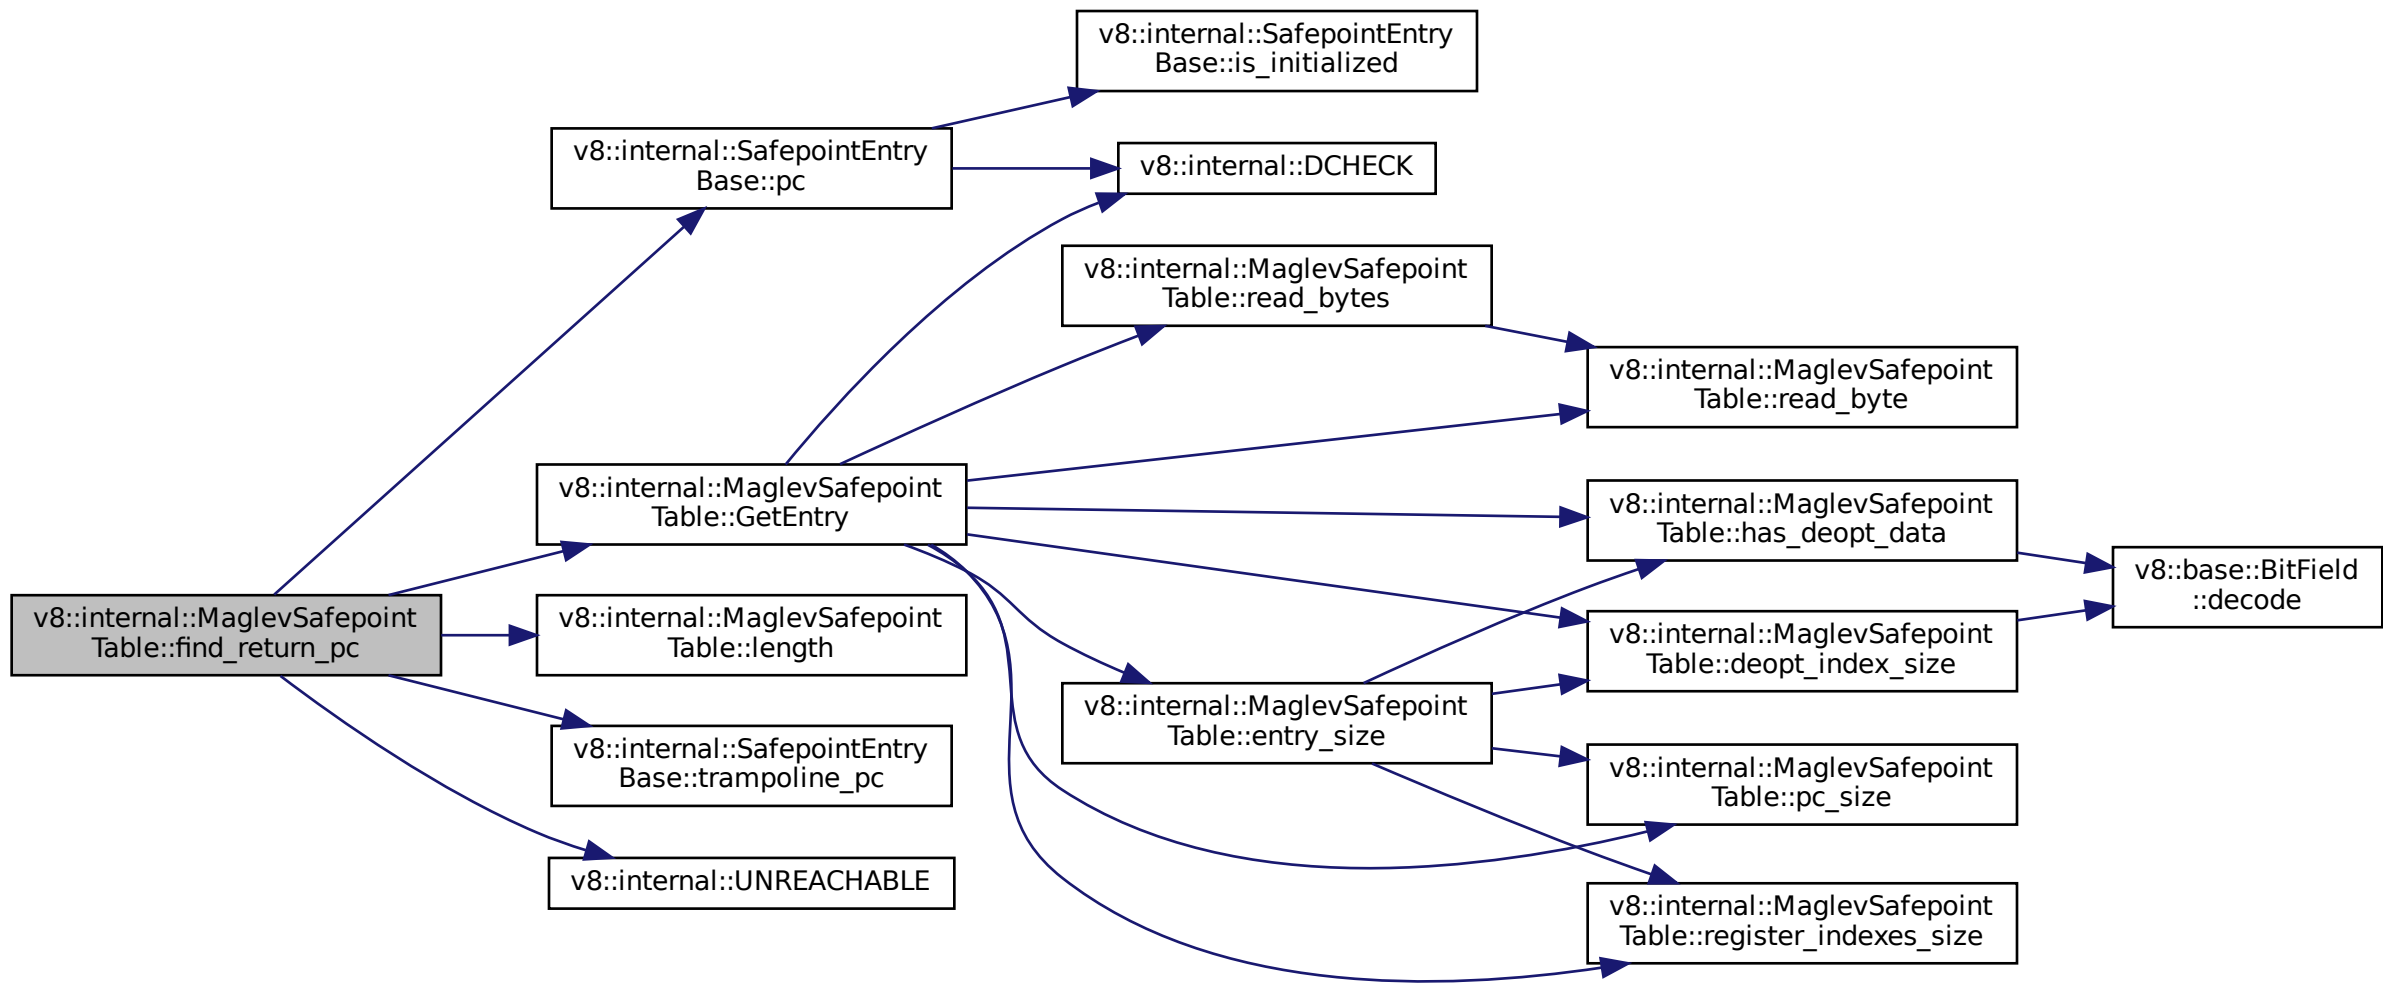 v8::internal::SafepointEntry
Base::is_initialized
v8::internal::SafepointEntry
Base::pc
v8::internal::DCHECK
v8::internal::MaglevSafepoint
Table::read_bytes
v8::internal::MaglevSafepoint
Table::read_byte
v8::internal::MaglevSafepoint
Table::GetEntry
v8::internal::MaglevSafepoint
Table::has_deopt_data
v8::base::BitField
::decode
v8::internal::MaglevSafepoint
Table::find_return_pc
v8::internal::MaglevSafepoint
Table::length
v8::internal::MaglevSafepoint
Table::deopt_index_size
v8::internal::MaglevSafepoint
Table::entry_size
v8::internal::SafepointEntry
Base::trampoline_pc
v8::internal::MaglevSafepoint
Table::pc_size
v8::internal::UNREACHABLE
v8::internal::MaglevSafepoint
Table::register_indexes_size